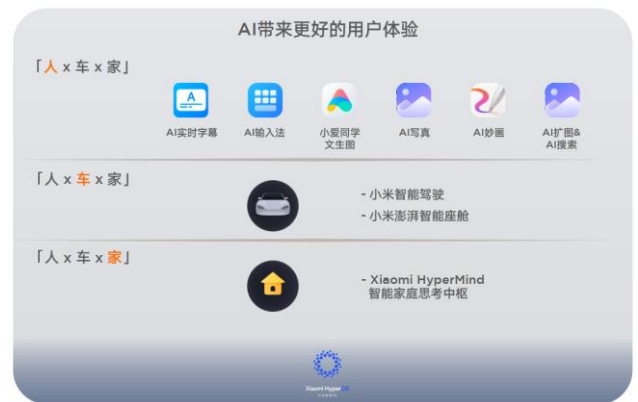 AI带来更好的用户体验
「人 x 车 x 家」
A
AI实时字幕
AI输入法
小爱同学
文生图
AI写真
AI妙画
AI扩图&
AI搜索
「人 x 车 x 家」
- 小米智能驾驶
- 小米澎湃智能座舱
「人 x 车 x 家」
- Xiaomi HyperMind
智能家庭思考中枢
Xiaomi HyperOS